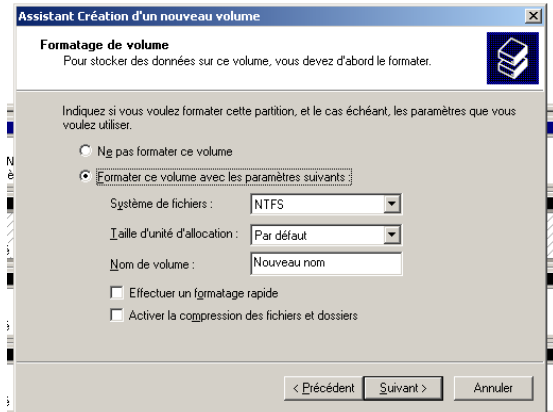 Assistant Création d'un nouveau volume
Formatage de volume
Pour stocker des données sur ce volume, vous devez d'abord le formater.
Indiquez si vous voulez formater cette partition, et le cas échéant, les paramètres que vous
voulez utiliser.
Ne pas formater ce volume
Formater ce volume avec les paramètres suivants :
Système de fichiers : NTFS
Taille d'unité d'allocation : Par défaut
Nom de volume : Nouveau nom
Effectuer un formatage rapide
Activer la compression des fichiers et dossiers
< Précédent Suivant > Annuler